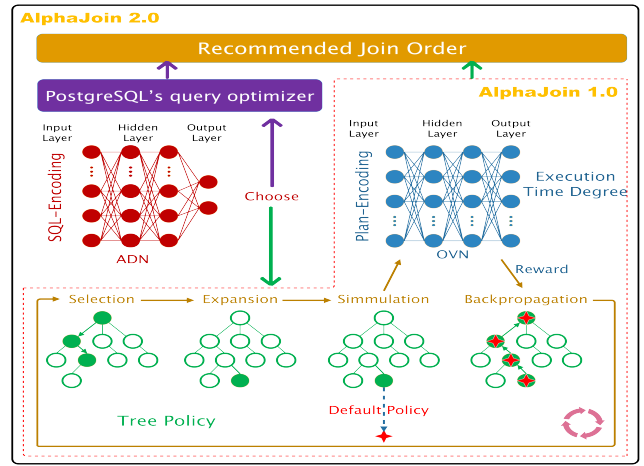 AlphaJoin 2.0
Recommended Join Order
PostgreSQL's query optimizer
AlphaJoin 1.0
Input
Layer
Hidden
Layer
Output
Layer
Input
Layer
Hidden
Layer
Output
Layer
SQL-Encoding
Choose
Plan-Encoding
Execution
Time Degree
ADN
OVN
Reward
Selection
Expansion
Simmulation
Backpropagation
Tree Policy
Default Policy